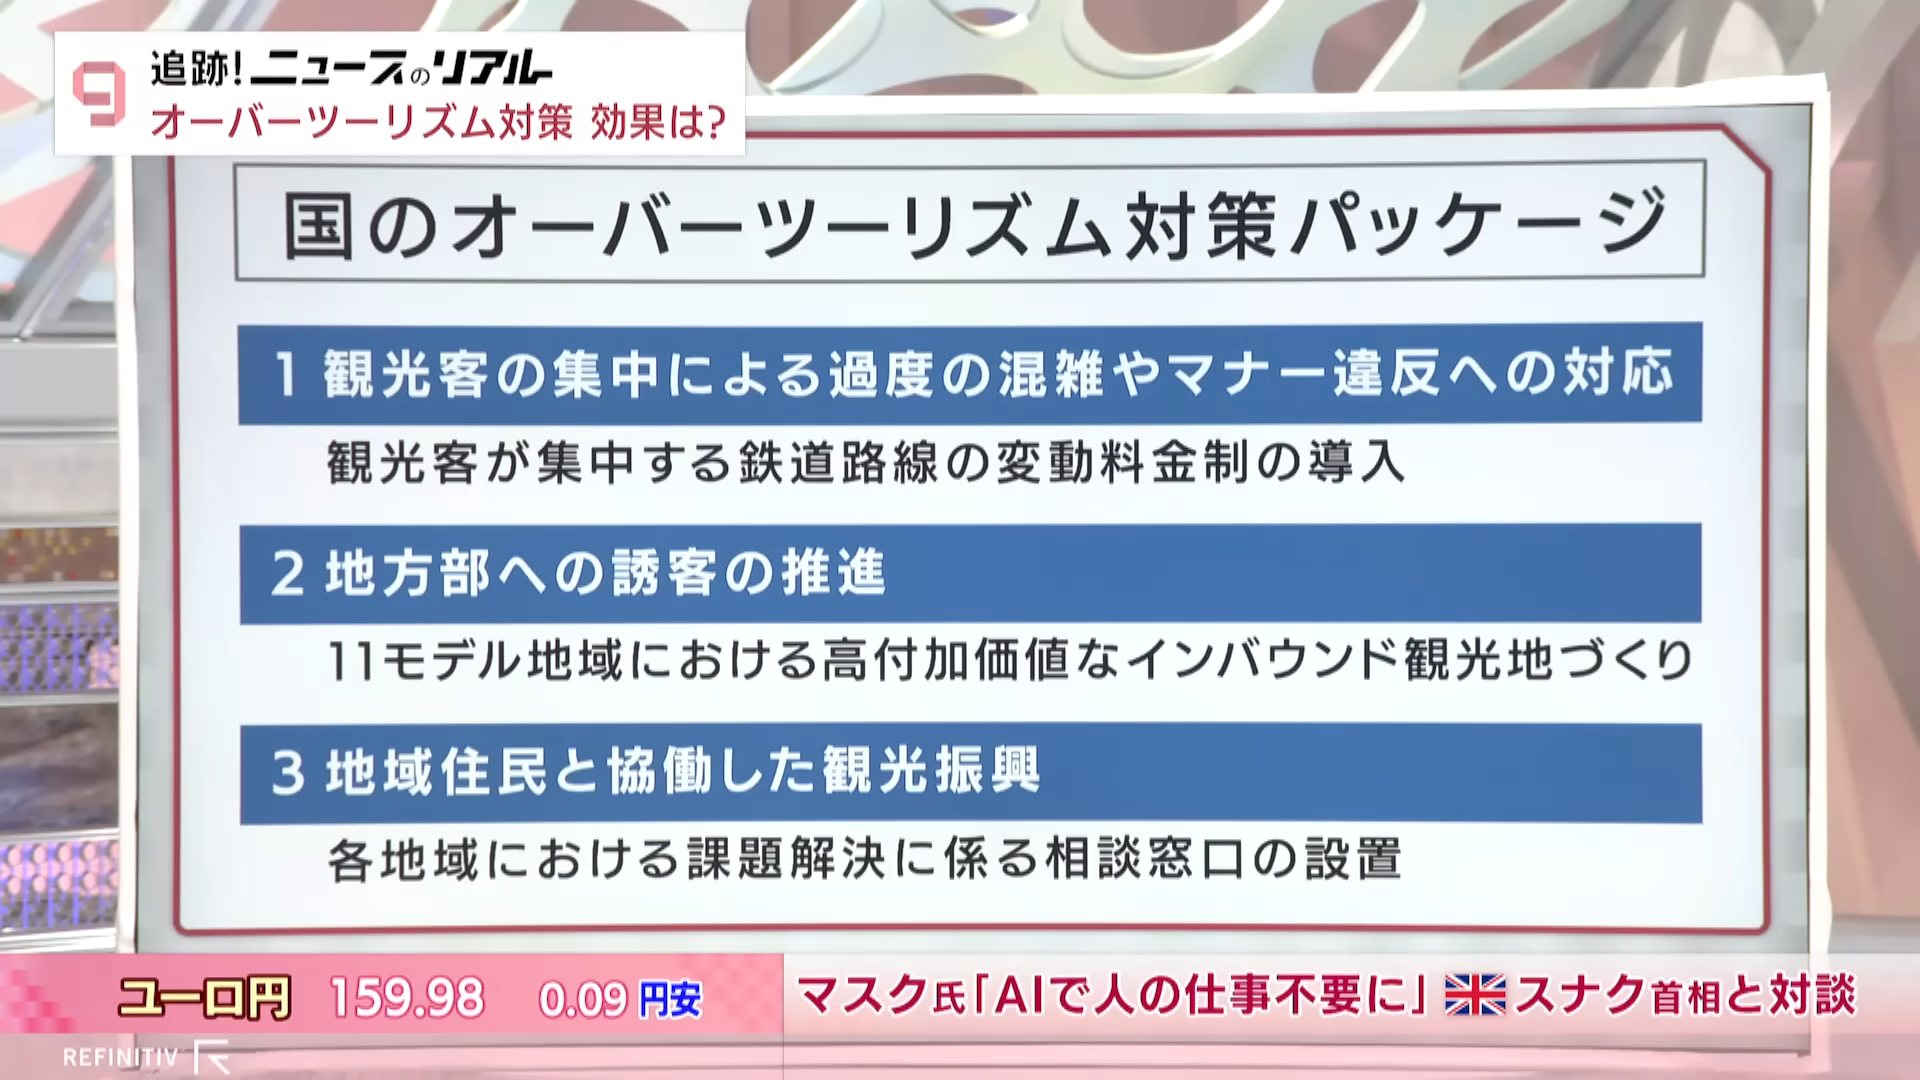 9
追跡!ニュースのリアル
オーバーツーリズム対策 効果は?
国のオーバーツーリズム対策パッケージ
1 観光客の集中による過度の混雑やマナー違反への対応
観光客が集中する鉄道路線の変動料金制の導入
2 地方部への誘客の推進
11モデル地域における高付加価値なインバウンド観光地づくり
3 地域住民と協働した観光振興
各地域における課題解決に係る相談窓口の設置
ユーロ円 159.98 0.09 円安
マスク氏「AIで人の仕事不要に」 スナク首相と対談
REFINITIV